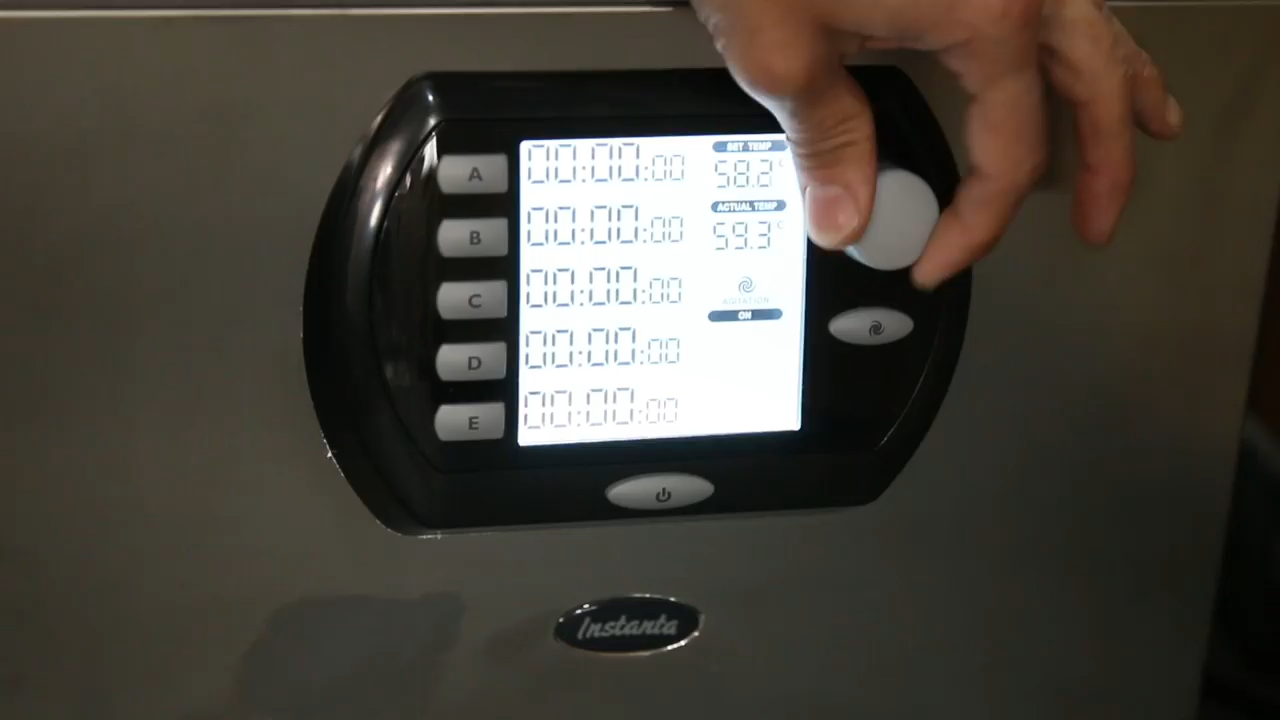 A
00:00:00
SET TEMP
58.2 C
B
00:00:00
ACTUAL TEMP
59.3 C
C
00:00:00
AGITATION
ON
D
00:00:00
E
00:00:00
Instanta